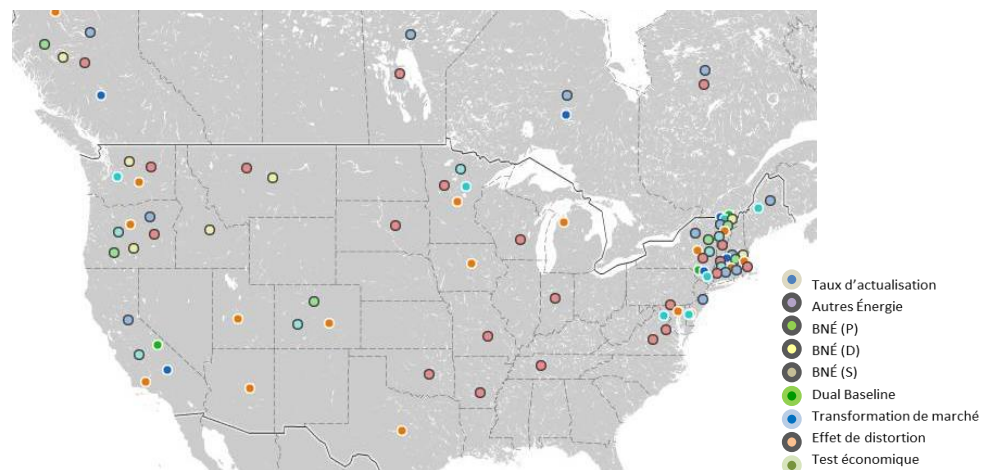 Taux d'actualisation
Autres Énergie
BNÉ (P)
BNÉ (D)
BNÉ (S)
Dual Baseline
Transformation de marché
Effet de distortion
Test économique